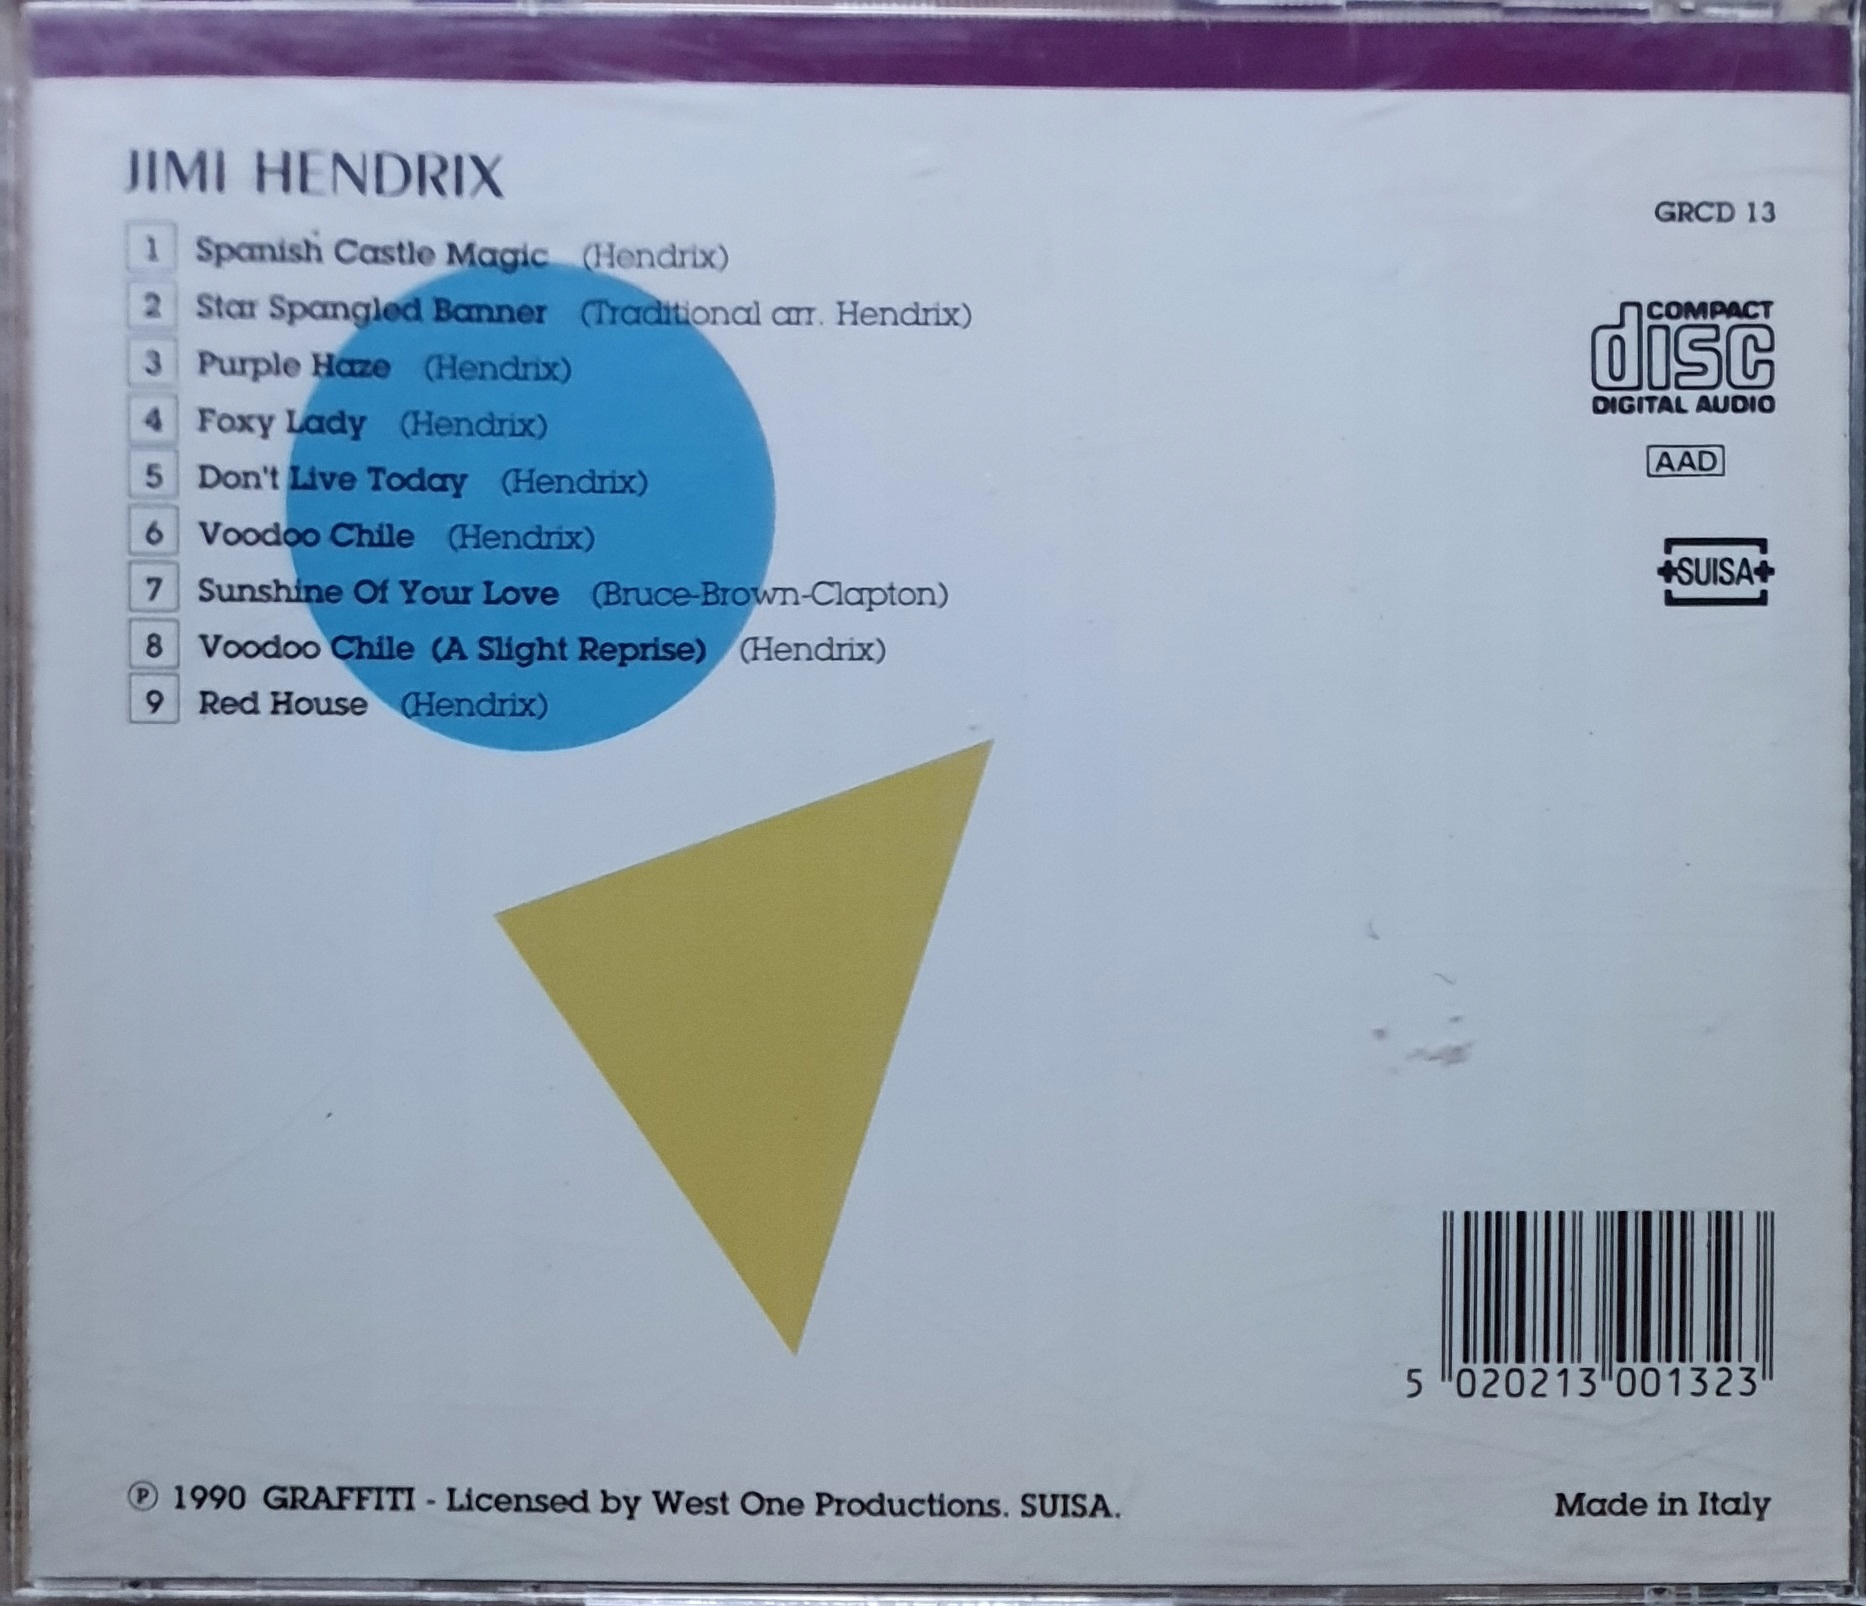 JIMI HENDRIX
1 Spanish Castle Magic (Hendrix)
2 Star Spangled Banner (Traditional arr. Hendrix)
3 Purple Haze (Hendrix)
4 Foxy Lady (Hendrix)
5 Don't Live Today (Hendrix)
6 Voodoo Chile (Hendrix)
7 Sunshine Of Your Love (Bruce-Brown-Clapton)
8 Voodoo Chile (A Slight Reprise) (Hendrix)
9 Red House (Hendrix)
GRCD 13
COMPACT
disc
DIGITAL AUDIO
AAD
SUISA
5 020213 001323
Ⓟ 1990 GRAFFITI - Licensed by West One Productions. SUISA.
Made in Italy